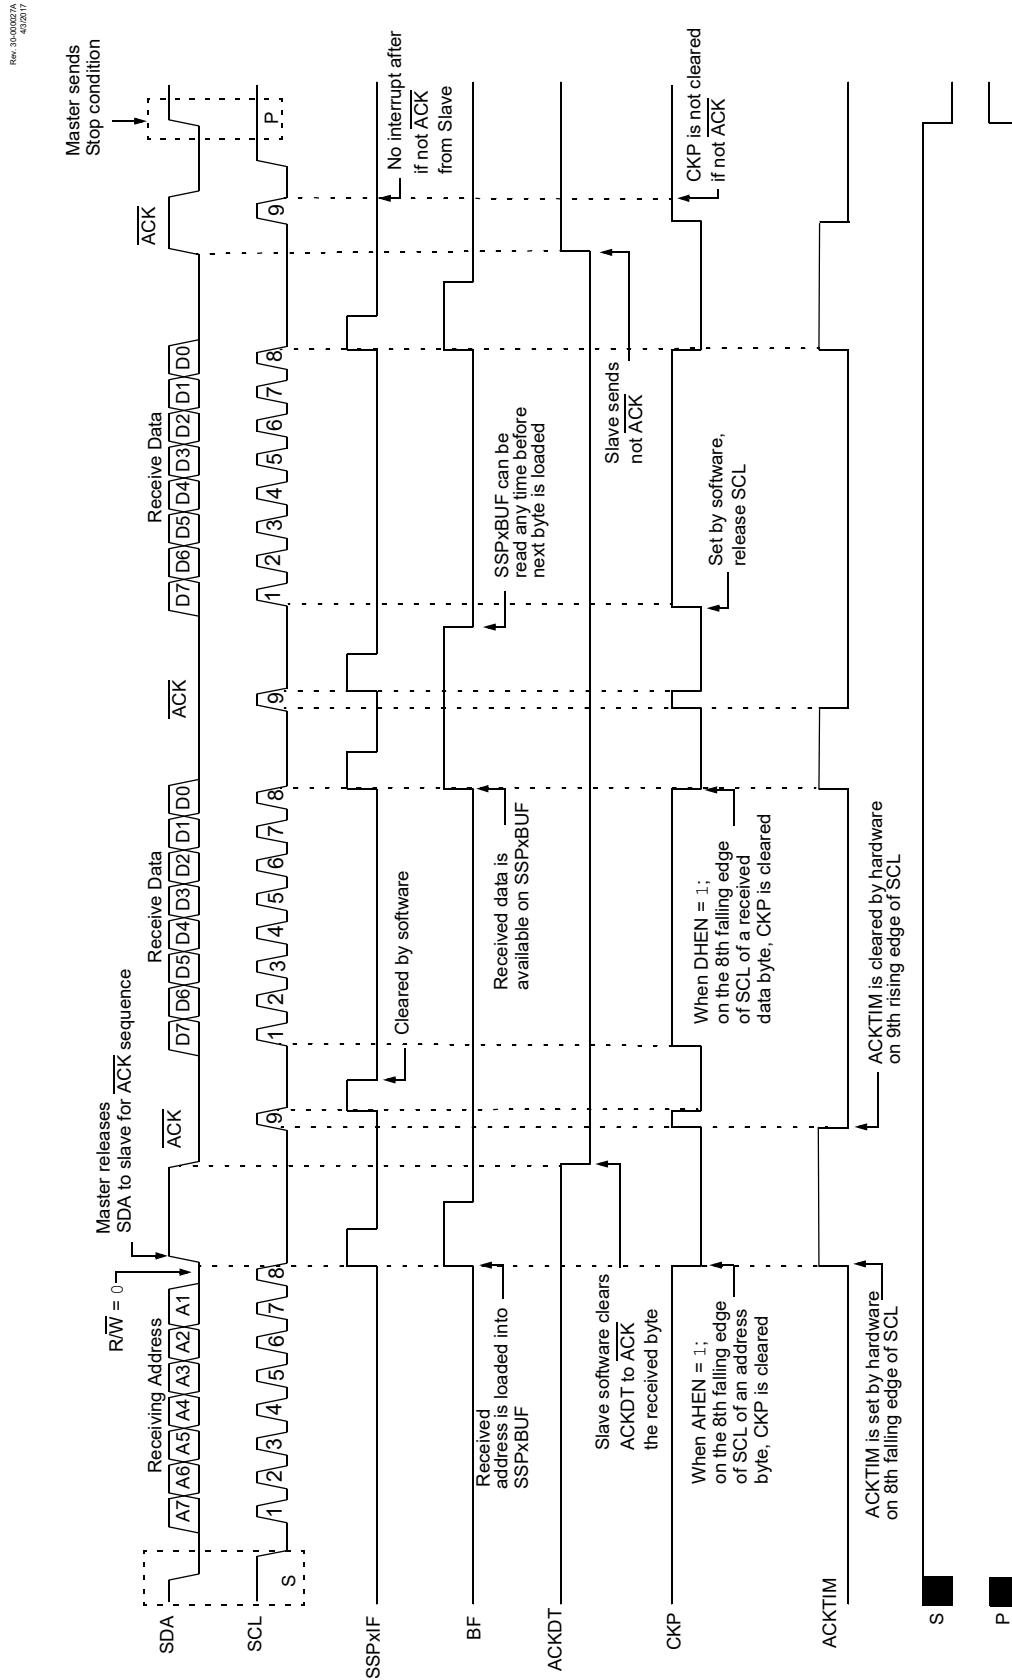 Rev. 30-000027A
4/3/2017
Master sends
Stop condition
Master releases
SDA to slave for ACK sequence
R/W = 0
Receiving Address
ACK
Receive Data
ACK
Receive Data
ACK
SDA
A7 A6 A5 A4 A3 A2 A1
D7 D6 D5 D4 D3 D2 D1 D0
D7 D6 D5 D4 D3 D2 D1 D0
SCL
S
1 2 3 4 5 6 7 8 9
1 2 3 4 5 6 7 8 9
1 2 3 4 5 6 7 8 9
P
SSPxIF
Cleared by software
No interrupt after
if not ACK
from Slave
BF
Received
address is loaded into
SSPxBUF
Received data is
available on SSPxBUF
SSPxBUF can be
read any time before
next byte is loaded
ACKDT
Slave software clears
ACKDT to ACK
the received byte
Slave sends
not ACK
CKP
When AHEN = 1;
on the 8th falling edge
of SCL of an address
byte, CKP is cleared
When DHEN = 1;
on the 8th falling edge
of SCL of a received
data byte, CKP is cleared
Set by software,
release SCL
CKP is not cleared
if not ACK
ACKTIM
ACKTIM is set by hardware
on 8th falling edge of SCL
ACKTIM is cleared by hardware
on 9th rising edge of SCL
S
P